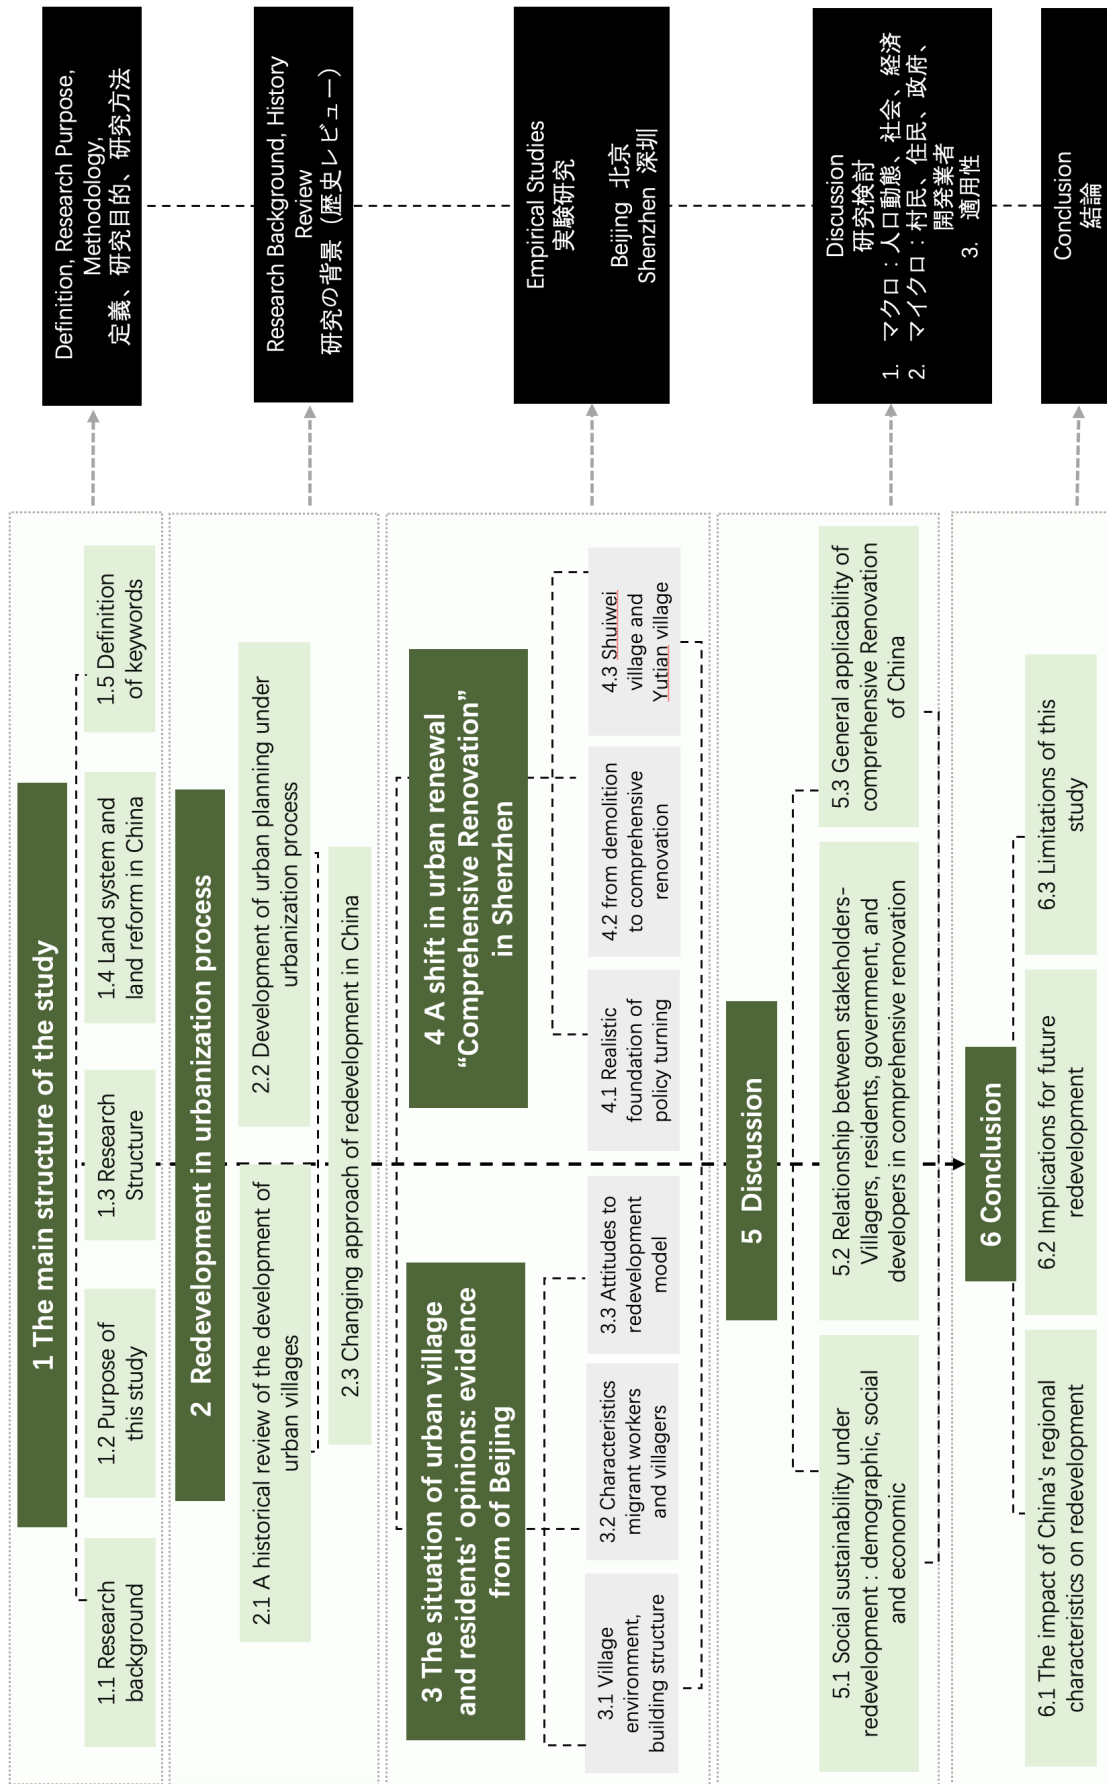 1 The main structure of the study
1.1 Research
background
1.2 Purpose of
this study
1.3 Research
Structure
1.4 Land system and
land reform in China
1.5 Definition
of keywords
Definition, Research Purpose,
Methodology,
定義、研究目的、研究方法
2 Redevelopment in urbanization process
2.1 A historical review of the development of
urban villages
2.2 Development of urban planning under
urbanization process
2.3 Changing approach of redevelopment in China
Research Background, History
Review
研究の背景（歴史レビュー）
3 The situation of urban village
and residents' opinions: evidence
from of Beijing
3.1 Village
environment,
building structure
3.2 Characteristics
migrant workers
and villagers
3.3 Attitudes to
redevelopment
model
4 A shift in urban renewal
“Comprehensive Renovation”
in Shenzhen
4.1 Realistic
foundation of
policy turning
4.2 from demolition
to comprehensive
renovation
4.3 Shuiwei
village and
Yutian village
Empirical Studies
実験研究
Beijing 北京
Shenzhen 深圳
5 Discussion
5.1 Social sustainability under
redevelopment : demographic, social
and economic
5.2 Relationship between stakeholders-
Villagers, residents, government, and
developers in comprehensive renovation
5.3 General applicability of
comprehensive Renovation
of China
Discussion
研究検討
1. マクロ：人口動態、社会、経済
2. マイクロ：村民、住民、政府、
開発業者
3. 適用性
6 Conclusion
6.1 The impact of China's regional
characteristics on redevelopment
6.2 Implications for future
redevelopment
6.3 Limitations of this
study
Conclusion
結論